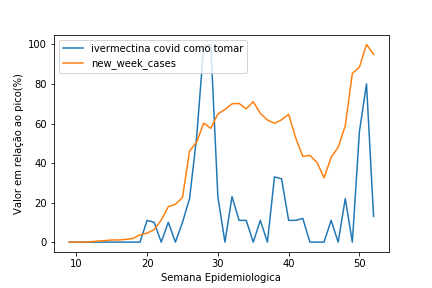 ivermectina covid como tomar
new_week_cases
100
80
60
40
20
0
10
20
30
40
50
Valor em relação ao pico(%)
Semana Epidemiologica